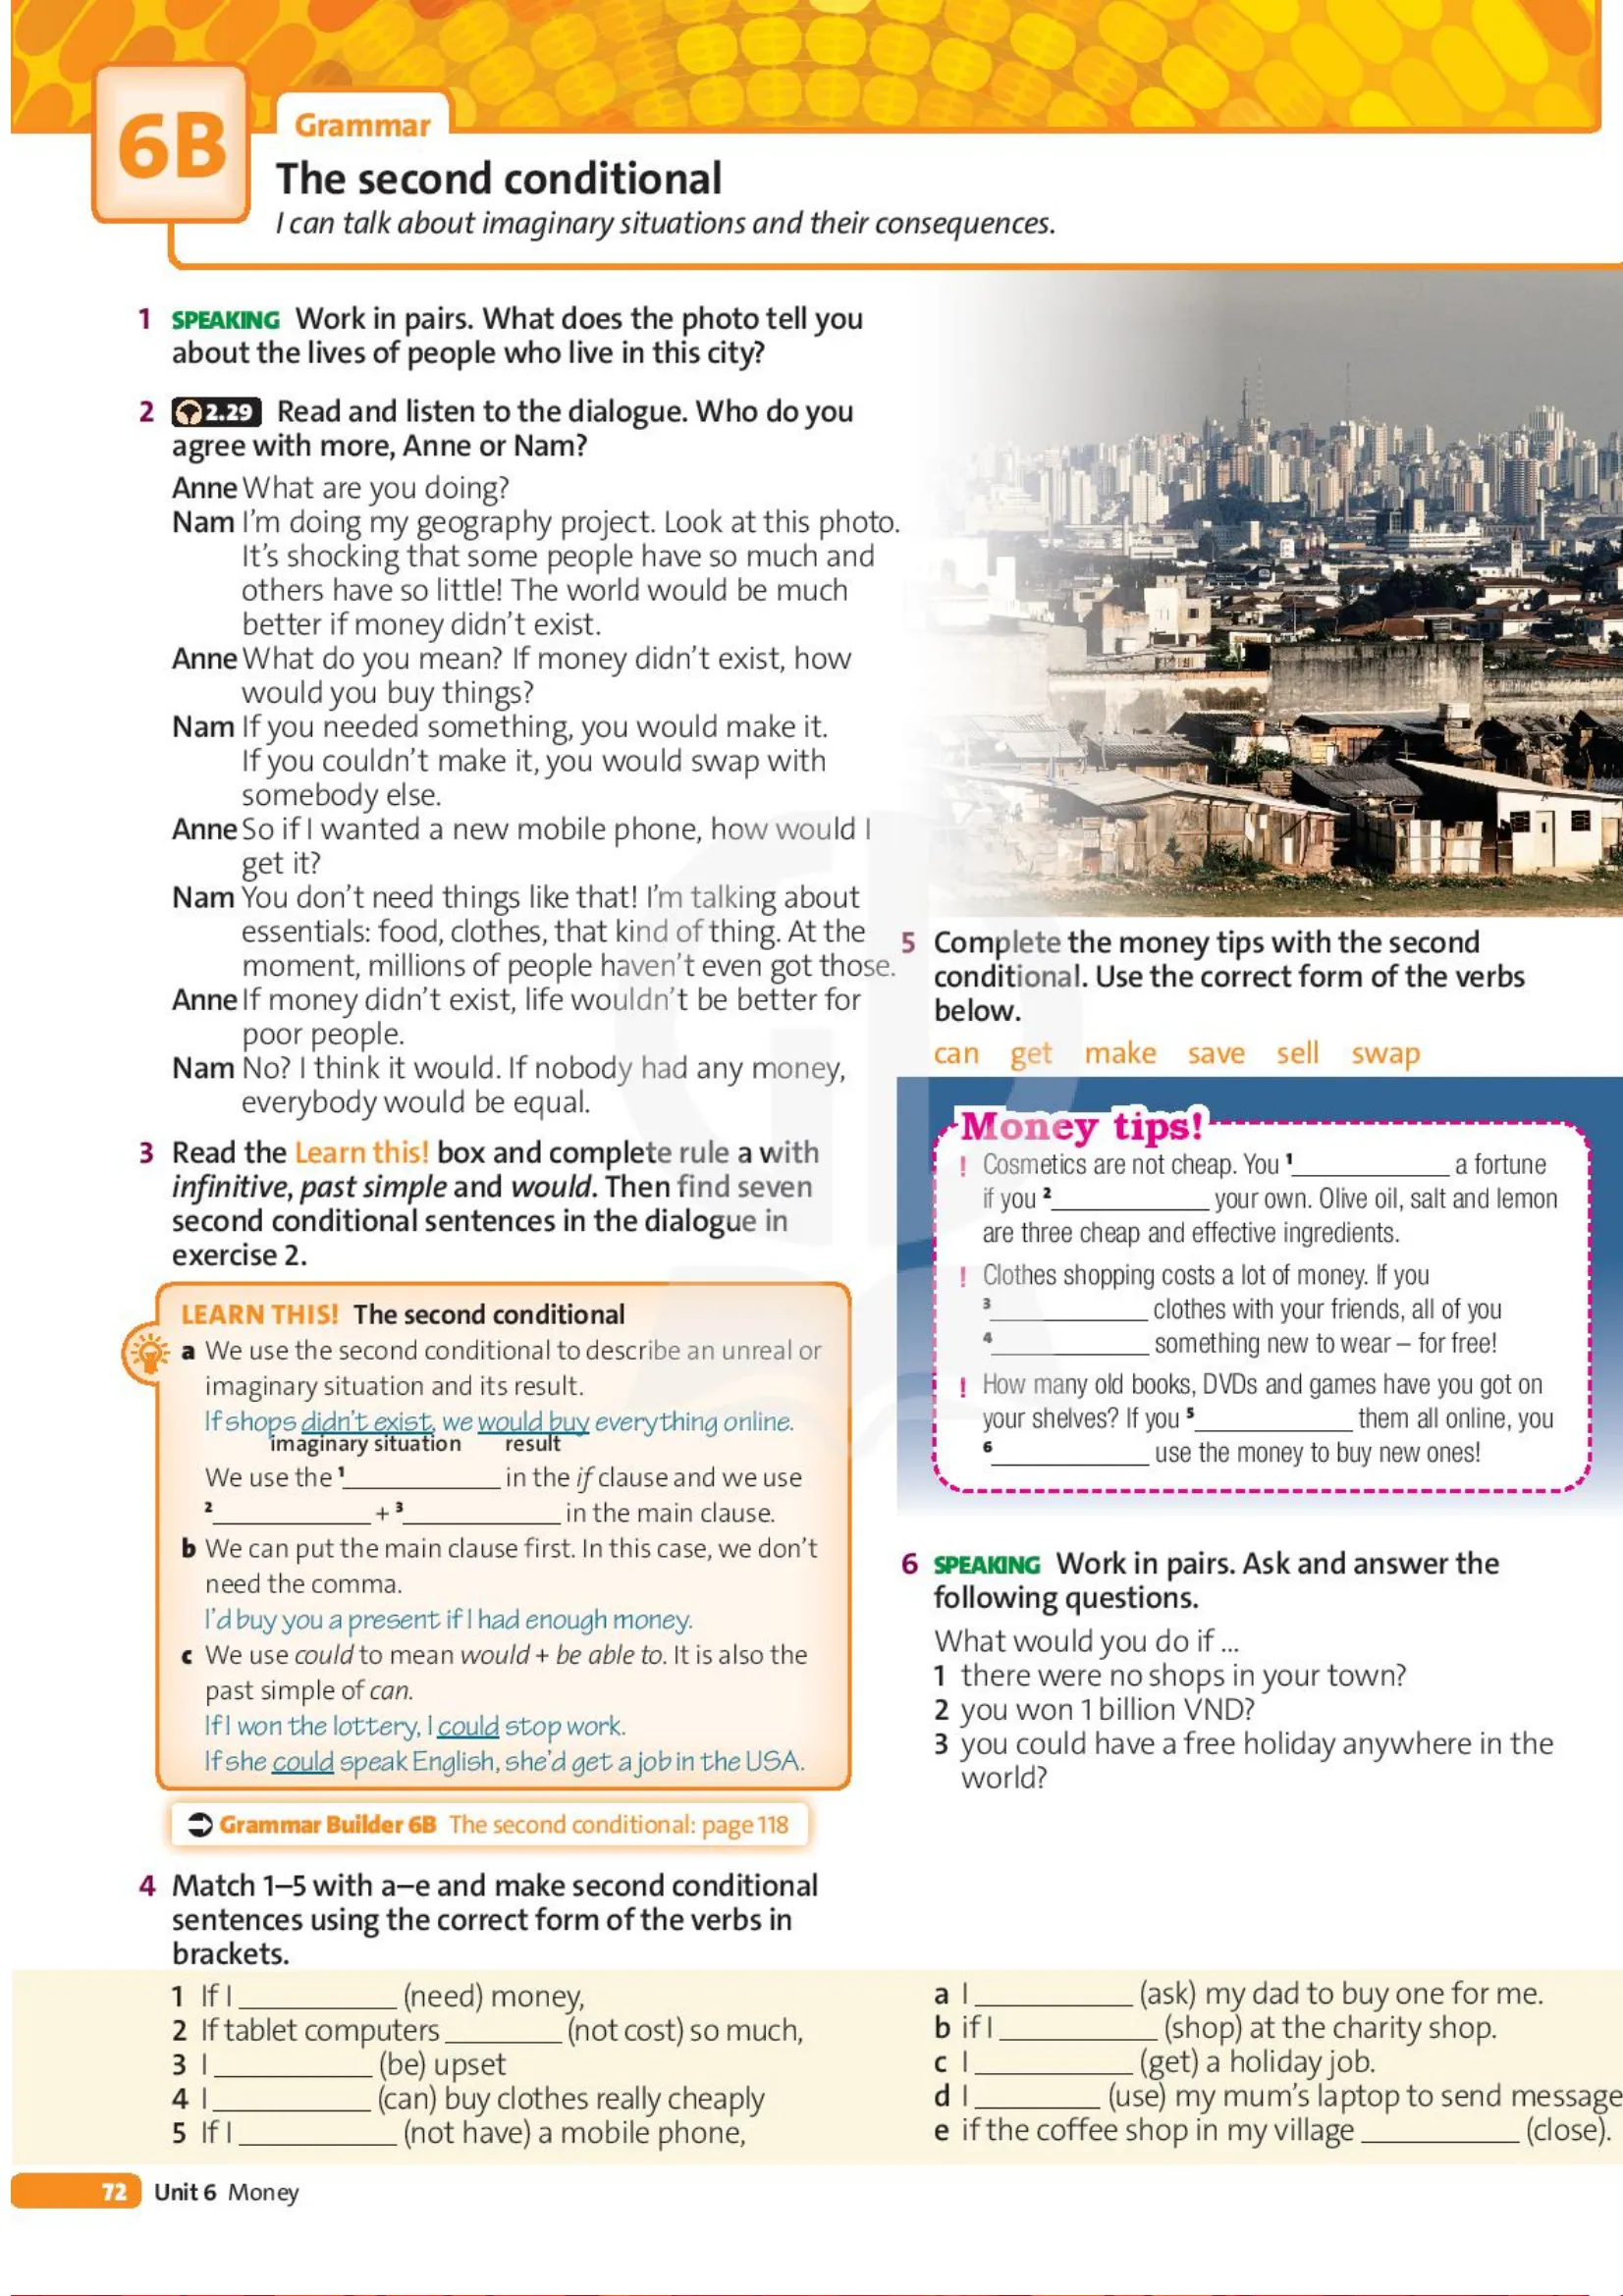 6B
Grammar
The second conditional
I can talk about imaginary situations and their consequences.
1 SPEAKING Work in pairs. What does the photo tell you
about the lives of people who live in this city?
2 2.29 Read and listen to the dialogue. Who do you
agree with more, Anne or Nam?
Anne What are you doing?
Nam I'm doing my geography project. Look at this photo.
It's shocking that some people have so much and
others have so little! The world would be much
better if money didn't exist.
Anne What do you mean? If money didn't exist, how
would you buy things?
Nam If you needed something, you would make it.
If you couldn't make it, you would swap with
somebody else.
Anne So if I wanted a new mobile phone, how would I
get it?
Nam You don't need things like that! I'm talking about
essentials: food, clothes, that kind of thing. At the
moment, millions of people haven't even got those.
Anne If money didn't exist, life wouldn't be better for
poor people.
Nam No? I think it would. If nobody had any money,
everybody would be equal.
3 Read the Learn this! box and complete rule a with
infinitive, past simple and would. Then find seven
second conditional sentences in the dialogue in
exercise 2.
LEARN THIS! The second conditional
a We use the second conditional to describe an unreal or
imaginary situation and its result.
If shops didn't exist, we would buy everything online.
imaginary situation result
We use the 1____________ in the if clause and we use
2____________ + 3____________ in the main clause.
b We can put the main clause first. In this case, we don't
need the comma.
I'd buy you a present if I had enough money.
c We use could to mean would + be able to. It is also the
past simple of can.
If I won the lottery, I could stop work.
If she could speak English, she'd get a job in the USA.
Grammar Builder 6B The second conditional: page 118
4 Match 1–5 with a–e and make second conditional
sentences using the correct form of the verbs in
brackets.
1 If I ____________ (need) money,
2 If tablet computers _________ (not cost) so much,
3 I ____________ (be) upset
4 I ____________ (can) buy clothes really cheaply
5 If I ____________ (not have) a mobile phone,
a I ____________ (ask) my dad to buy one for me.
b if I ____________ (shop) at the charity shop.
c I ____________ (get) a holiday job.
d I __________ (use) my mum's laptop to send message
e if the coffee shop in my village ____________ (close).
5 Complete the money tips with the second
conditional. Use the correct form of the verbs
below.
can get make save sell swap
Money tips!
! Cosmetics are not cheap. You 1____________ a fortune
if you 2____________ your own. Olive oil, salt and lemon
are three cheap and effective ingredients.
! Clothes shopping costs a lot of money. If you
3____________ clothes with your friends, all of you
4____________ something new to wear – for free!
! How many old books, DVDs and games have you got on
your shelves? If you 5____________ them all online, you
6____________ use the money to buy new ones!
6 SPEAKING Work in pairs. Ask and answer the
following questions.
What would you do if ...
1 there were no shops in your town?
2 you won 1 billion VND?
3 you could have a free holiday anywhere in the
world?
72 Unit 6 Money